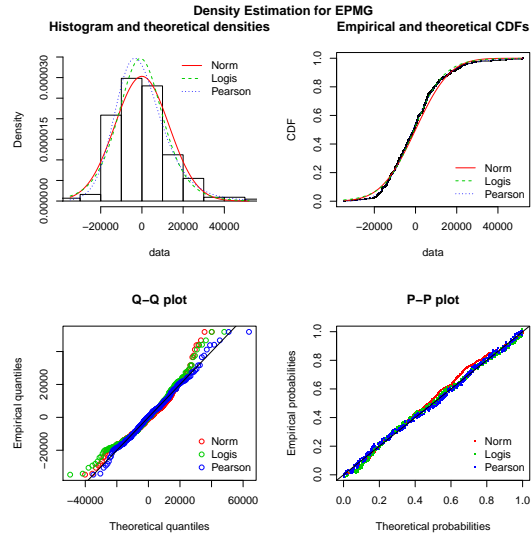 Density Estimation for EPMG
Histogram and theoretical densities
Density
0.000000 0.000015 0.000030
Norm
Logis
Pearson
−20000 0 20000 40000
data
Empirical and theoretical CDFs
CDF
0.0 0.2 0.4 0.6 0.8 1.0
Norm
Logis
Pearson
−20000 0 20000 40000
data
Q−Q plot
Empirical quantiles
−20000 0 20000
Norm
Logis
Pearson
−40000 0 20000 60000
Theoretical quantiles
P−P plot
Empirical probabilities
0.0 0.2 0.4 0.6 0.8 1.0
Norm
Logis
Pearson
0.0 0.2 0.4 0.6 0.8 1.0
Theoretical probabilities